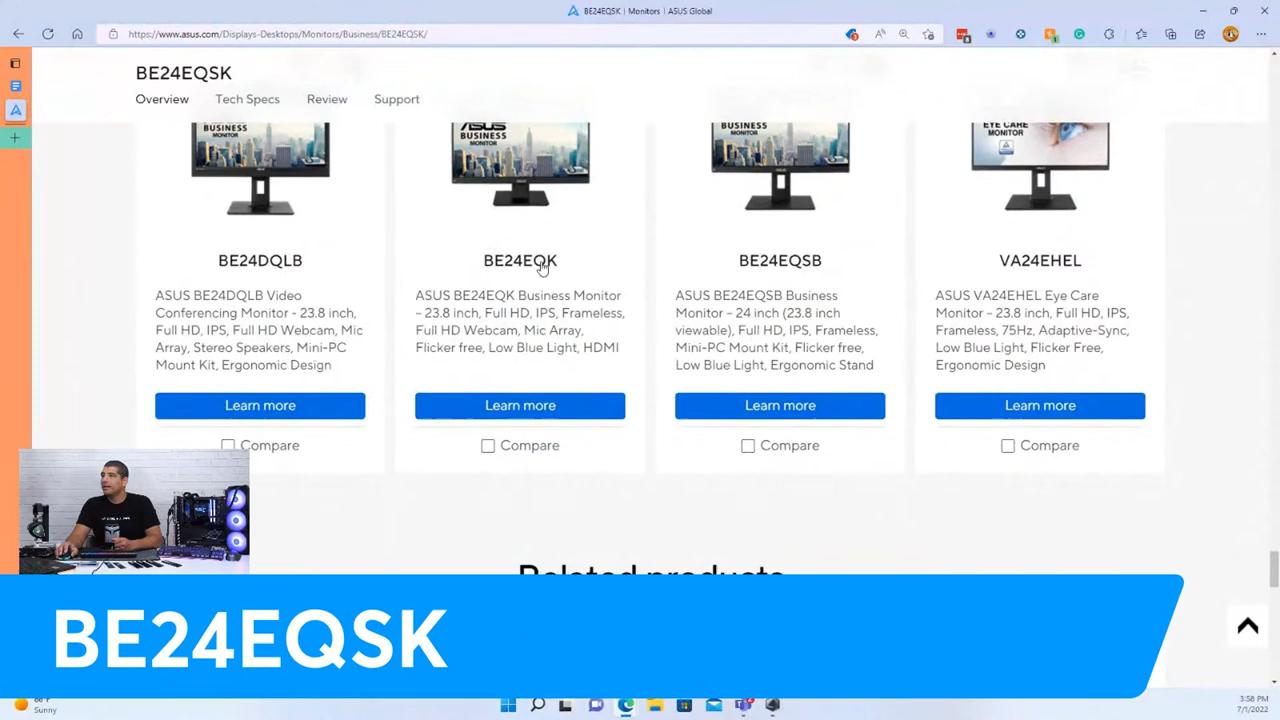 BE24EQSK | Monitors | ASUS Global
https://www.asus.com/Displays-Desktops/Monitors/Business/BE24EQSK/
BE24EQSK
Overview Tech Specs Review Support
BUSINESS
MONITOR
ASUS
BUSINESS
MONITOR
BUSINESS
MONITOR
EYE CARE
MONITOR
BE24DQLB
ASUS BE24DQLB Video
Conferencing Monitor - 23.8 inch,
Full HD, IPS, Full HD Webcam, Mic
Array, Stereo Speakers, Mini-PC
Mount Kit, Ergonomic Design
Learn more
Compare
BE24EQK
ASUS BE24EQK Business Monitor
– 23.8 inch, Full HD, IPS, Frameless,
Full HD Webcam, Mic Array,
Flicker free, Low Blue Light, HDMI
Learn more
Compare
BE24EQSB
ASUS BE24EQSB Business
Monitor – 24 inch (23.8 inch
viewable), Full HD, IPS, Frameless,
Mini-PC Mount Kit, Flicker free,
Low Blue Light, Ergonomic Stand
Learn more
Compare
VA24EHEL
ASUS VA24EHEL Eye Care
Monitor – 23.8 inch, Full HD, IPS,
Frameless, 75Hz, Adaptive-Sync,
Low Blue Light, Flicker Free,
Ergonomic Design
Learn more
Compare
Related products
BE24EQSK
Sunny
3:58 PM
7/1/2022